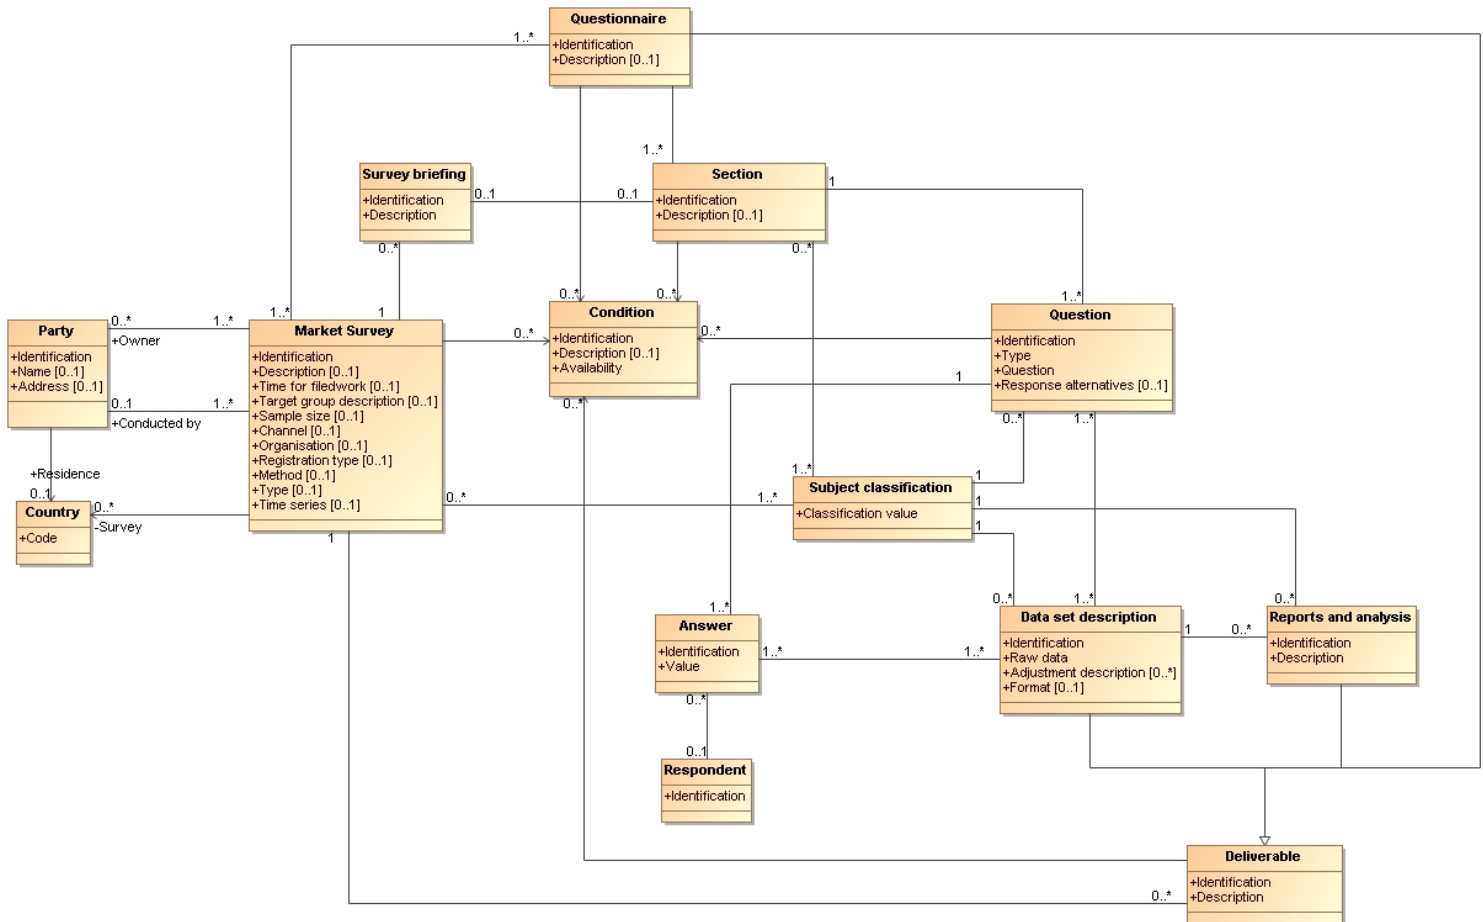 Questionnaire
+Identification
+Description [0..1]
1..*
1..*
Survey briefing
+Identification
+Description
0..1
0..1
Section
+Identification
+Description [0..1]
1
0..*
0..*
0..*
0..*
1..*
1..*
1
Party
+Identification
+Name [0..1]
+Address [0..1]
0..*
1..*
+Owner
0..1
1..*
+Conducted by
Market Survey
+Identification
+Description [0..1]
+Time for filedwork [0..1]
+Target group description [0..1]
+Sample size [0..1]
+Channel [0..1]
+Organisation [0..1]
+Registration type [0..1]
+Method [0..1]
+Type [0..1]
+Time series [0..1]
0..*
Condition
+Identification
+Description [0..1]
+Availability
0..*
0..*
Question
+Identification
+Type
+Question
+Response alternatives [0..1]
1
0..*
1..*
+Residence
0..1
Country
+Code
0..*
-Survey
1
0..*
1..*
1..*
Subject classification
+Classification value
1
1
1
0..*
1..*
0..*
1..*
Answer
+Identification
+Value
1..*
1..*
Data set description
+Identification
+Raw data
+Adjustment description [0..*]
+Format [0..1]
1
0..*
Reports and analysis
+Identification
+Description
0..*
0..1
Respondent
+Identification
Deliverable
+Identification
+Description
0..*